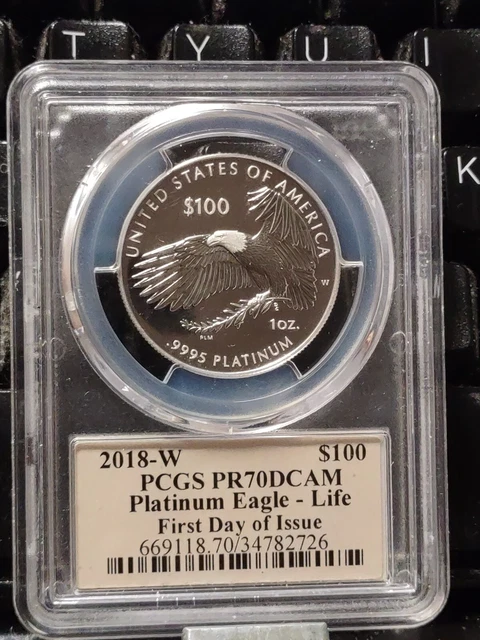 T Y U I
K
UNITED STATES OF AMERICA
$100
W
1oz.
PLM
.9995 PLATINUM
2018-W $100
PCGS PR70DCAM
Platinum Eagle - Life
First Day of Issue
669118.70/34782726